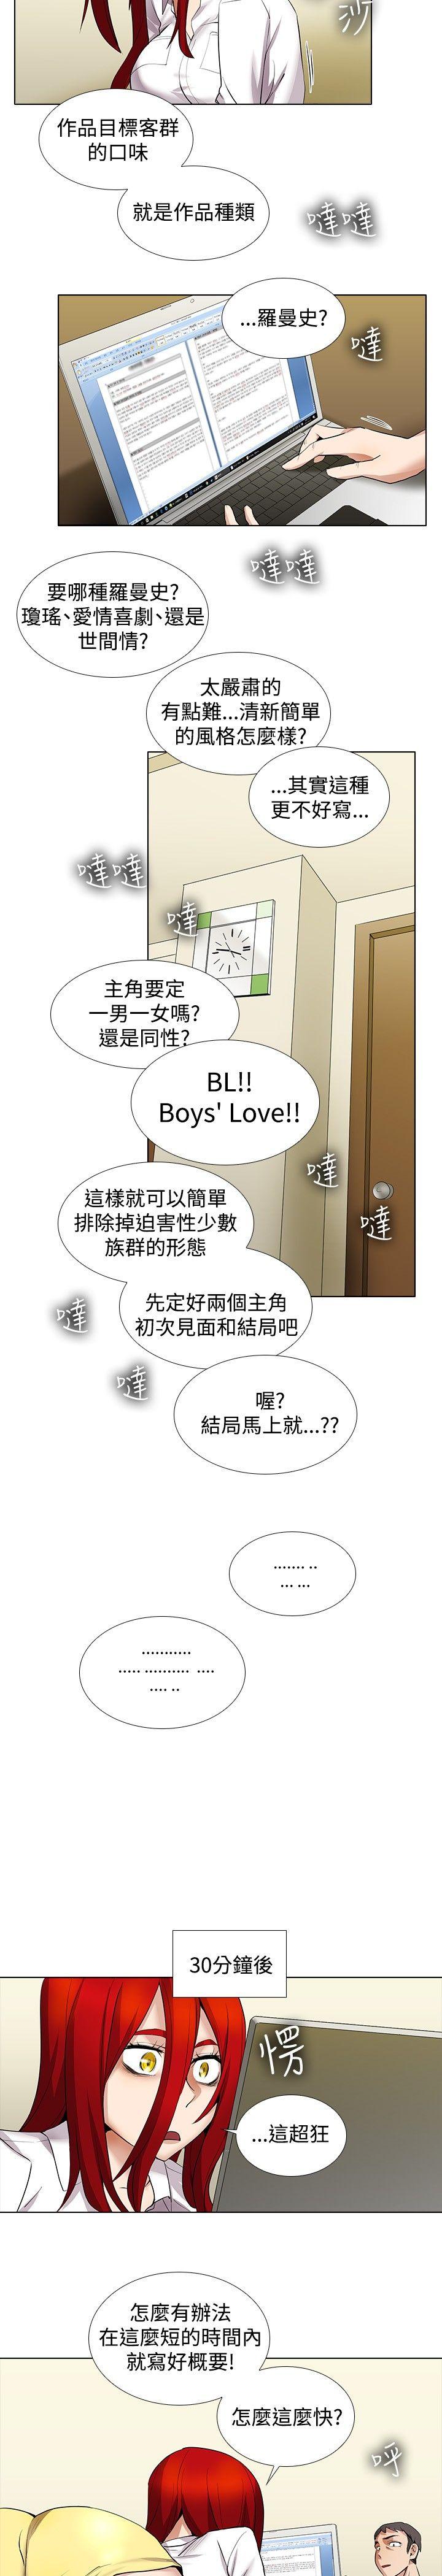 沙
作品目標客群
的口味
就是作品種類
噠噠
...羅曼史?
噠
噠噠
要哪種羅曼史?
瓊瑤、愛情喜劇、還是
世間情?
太嚴肅的
有點難...清新簡單
的風格怎麼樣?
...其實這種
更不好寫...
噠噠
噠
主角要定
一男一女嗎?
還是同性?
BL!!
Boys' Love!!
噠
這樣就可以簡單
排除掉迫害性少數
族群的形態
噠
先定好兩個主角
初次見面和結局吧
噠
噠
喔?
結局馬上就...??
....... ..
... ...
...........
..... .......... ....
.... ..
30分鐘後
愣
...這超狂
怎麼有辦法
在這麼短的時間內
就寫好概要!
怎麼這麼快?
呼